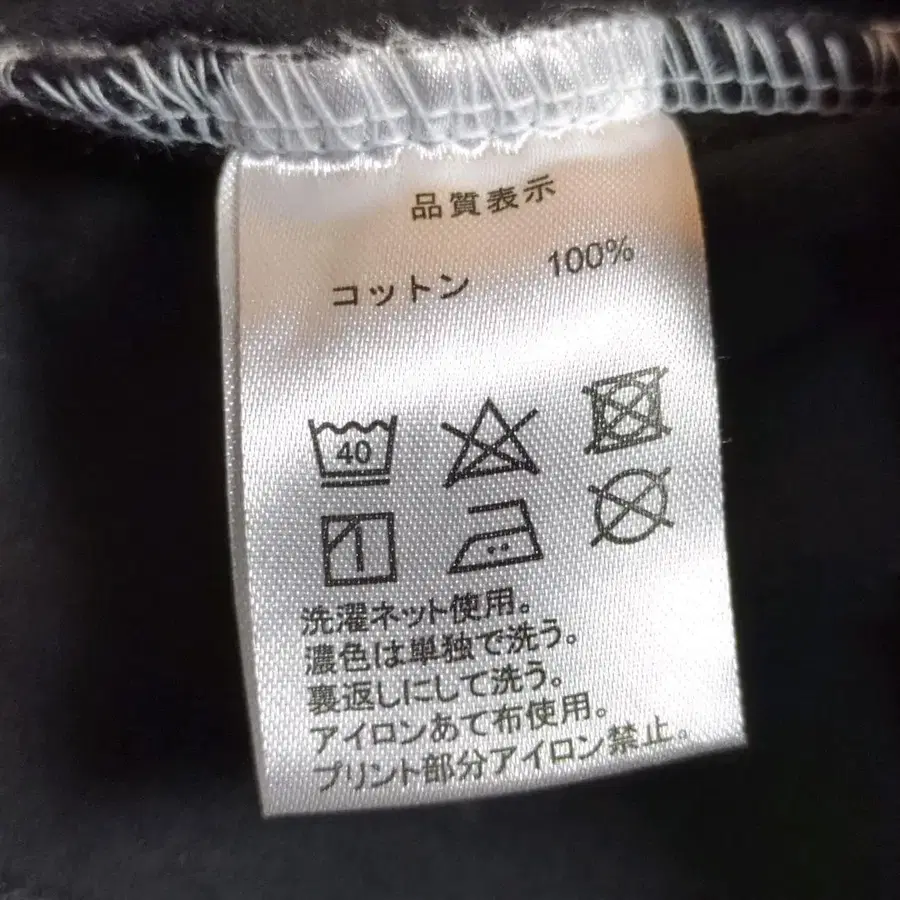 品質表示
コットン 100%
40
洗濯ネット使用。
濃色は単独で洗う。
裏返しにして洗う。
アイロンあて布使用。
プリント部分アイロン禁止。